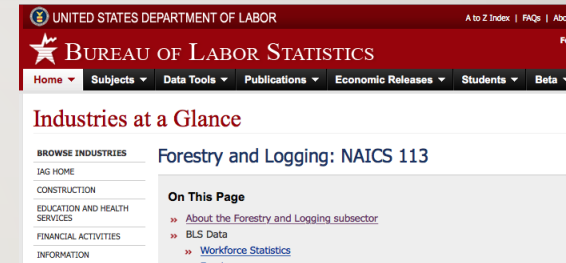 UNITED STATES DEPARTMENT OF LABOR
A to Z Index | FAQs |
BUREAU OF LABOR STATISTICS
Home Subjects Data Tools Publications Economic Releases Students Beta
Industries at a Glance
BROWSE INDUSTRIES
IAG HOME
CONSTRUCTION
EDUCATION AND HEALTH
SERVICES
FINANCIAL ACTIVITIES
INFORMATION
Forestry and Logging: NAICS 113
On This Page
» About the Forestry and Logging subsector
» BLS Data
» Workforce Statistics